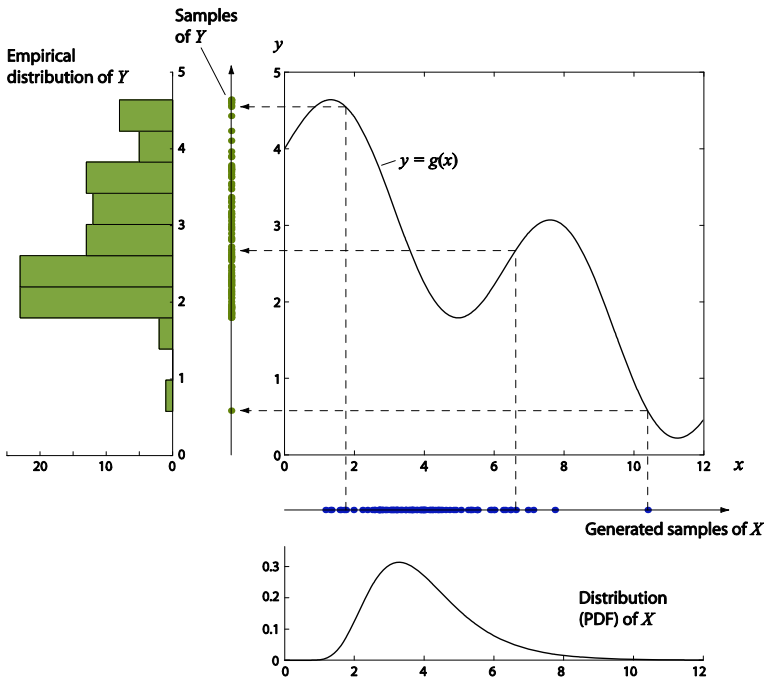 Samples
of Y
Empirical
distribution of Y
5
4
3
2
1
0
20 10 0
y
5
4
3
2
1
0
y = g(x)
0 2 4 6 8 10 12 x
Generated samples of X
0.3
0.2
0.1
0
Distribution
(PDF) of X
0 2 4 6 8 10 12